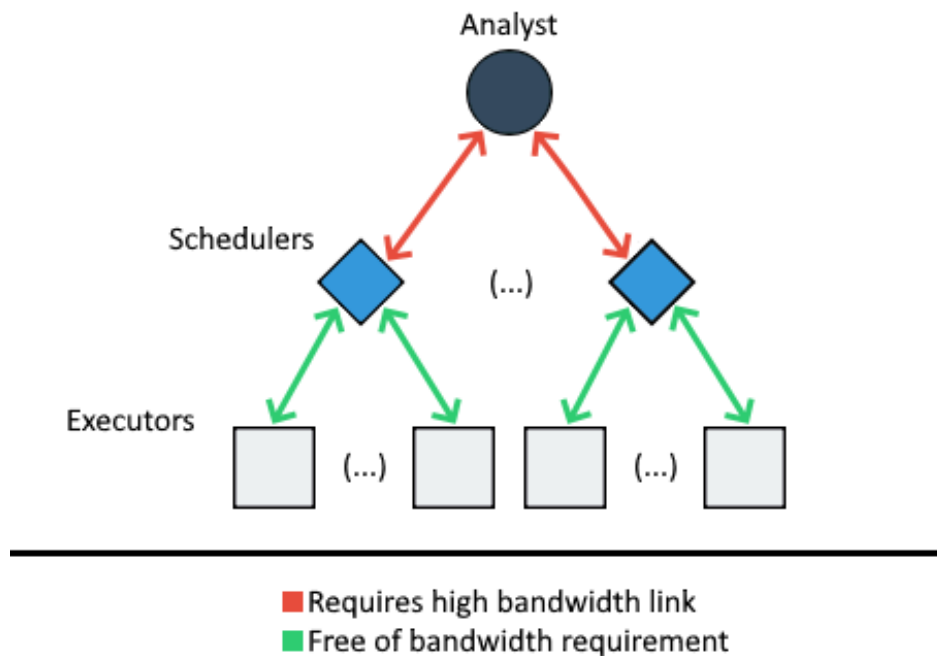 Analyst
Schedulers
(...)
Executors
(...)
(...)
Requires high bandwidth link
Free of bandwidth requirement